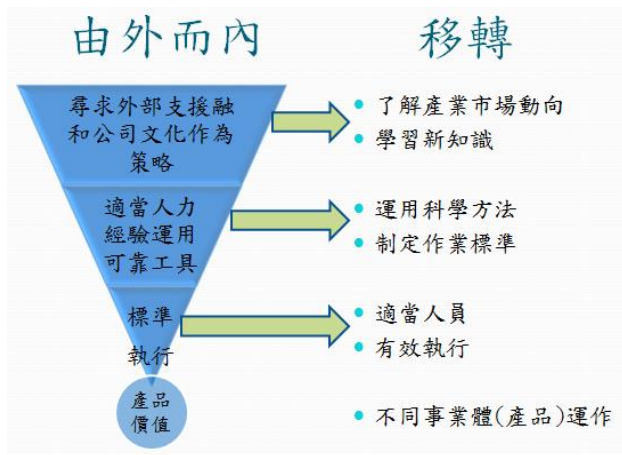 由外而內
移轉
尋求外部支援融
和公司文化作為
策略
• 了解產業市場動向
• 學習新知識
適當人力
經驗運用
可靠工具
• 運用科學方法
• 制定作業標準
標準
執行
• 適當人員
• 有效執行
產品
價值
• 不同事業體(產品)運作